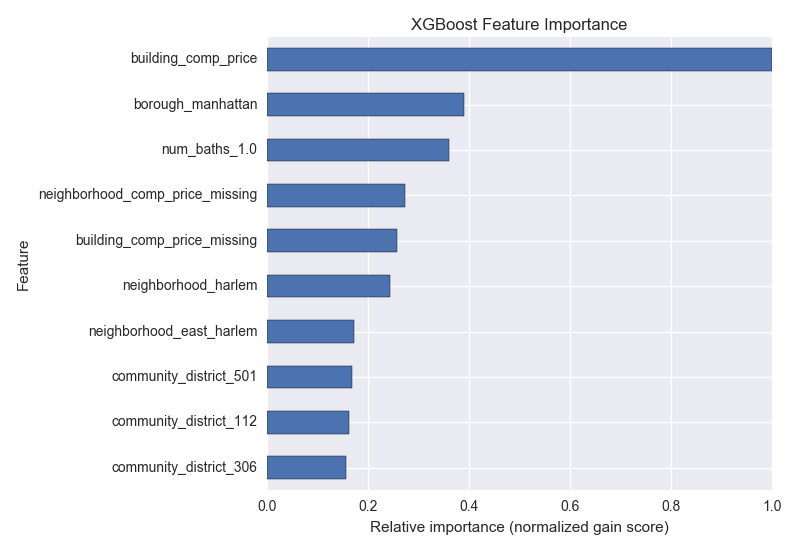 XGBoost Feature Importance
building_comp_price
borough_manhattan
num_baths_1.0
neighborhood_comp_price_missing
building_comp_price_missing
neighborhood_harlem
neighborhood_east_harlem
community_district_501
community_district_112
community_district_306
Feature
0.0 0.2 0.4 0.6 0.8 1.0
Relative importance (normalized gain score)